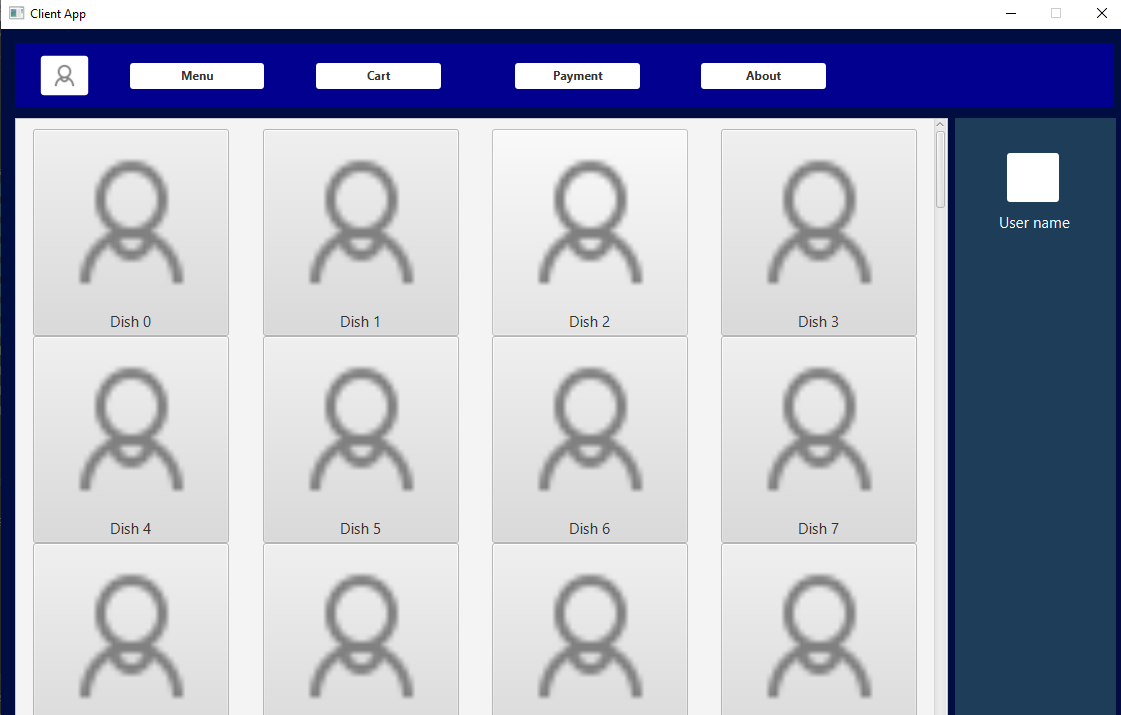 Client App
Menu Cart Payment About
User name
Dish 0 Dish 1 Dish 2 Dish 3
Dish 4 Dish 5 Dish 6 Dish 7